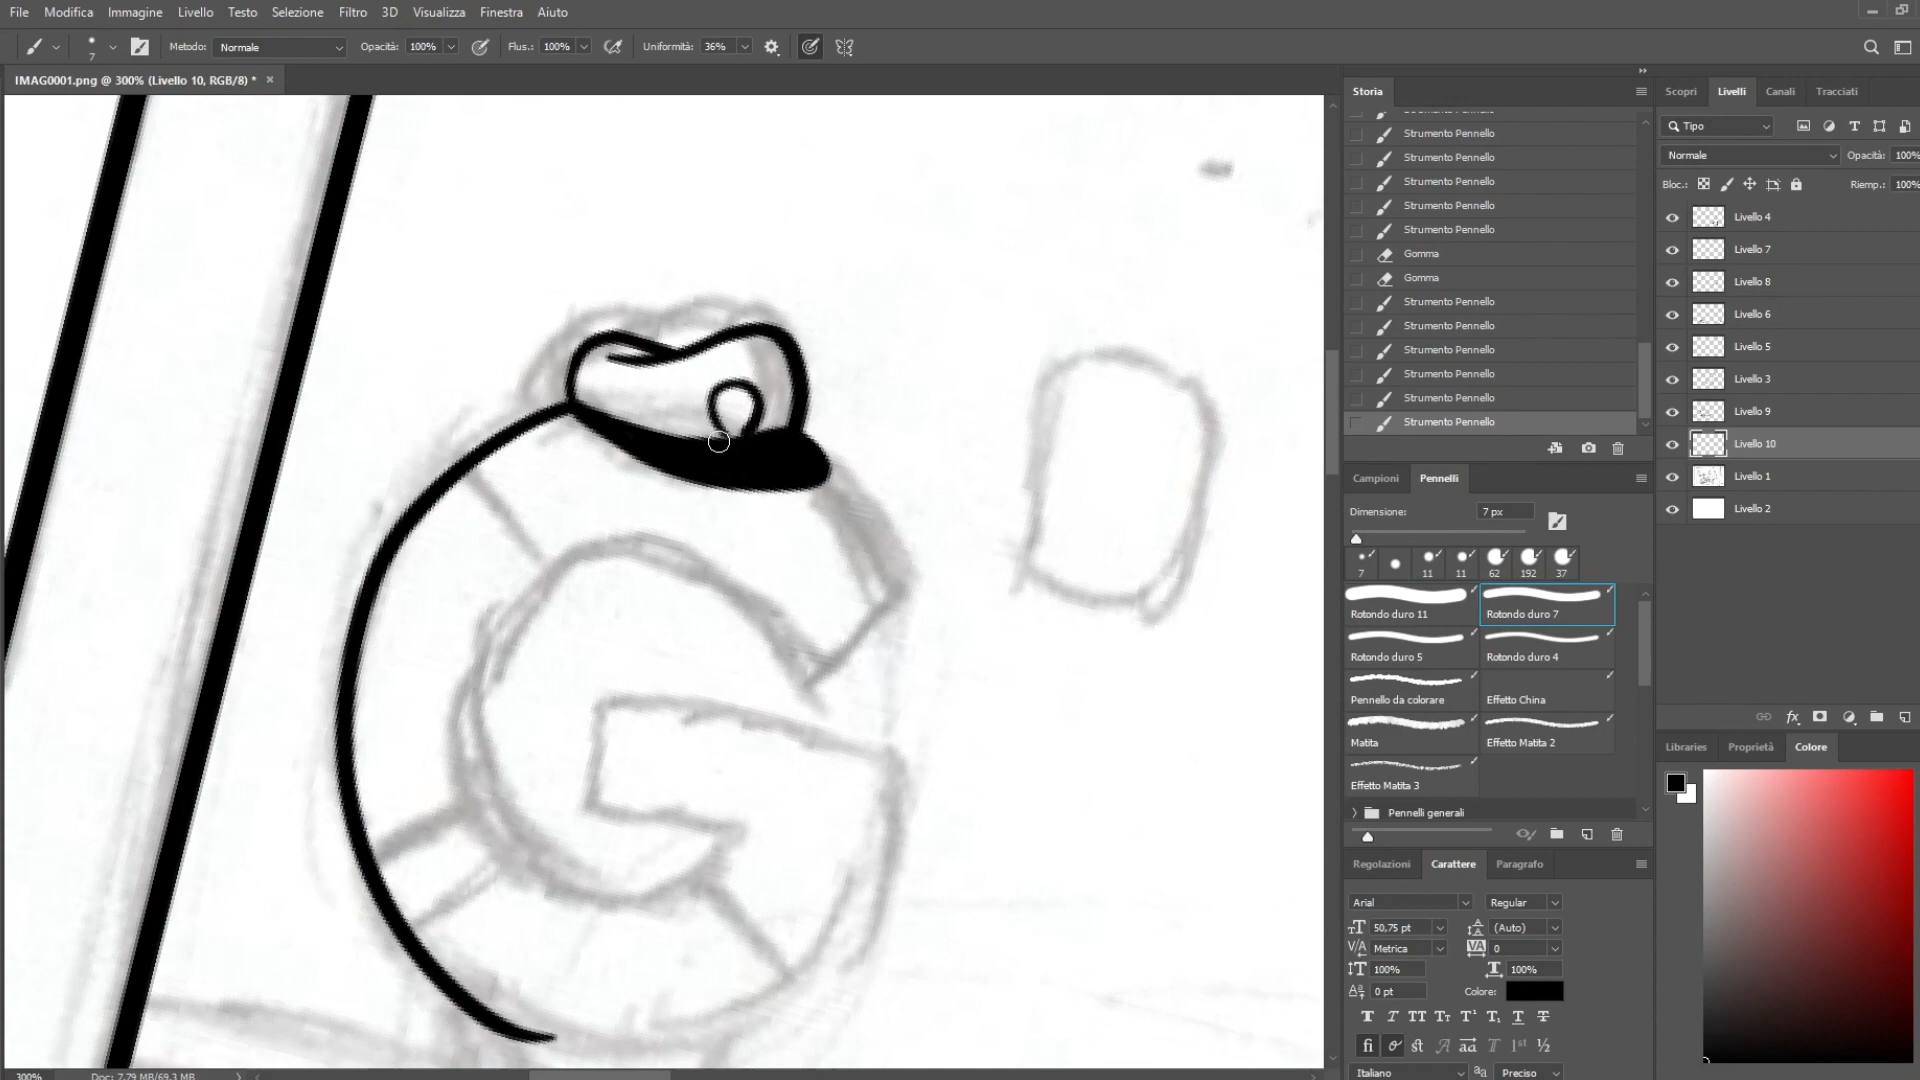 File Modifica Immagine Livello Testo Selezione Filtro 3D Visualizza Finestra Aiuto
7 Metodo: Normale Opacità: 100% Flus.: 100% Uniformità: 36%
IMAG0001.png @ 300% (Livello 10, RGB/8) * ×
Storia
Strumento Pennello
Strumento Pennello
Strumento Pennello
Strumento Pennello
Strumento Pennello
Strumento Pennello
Gomma
Gomma
Strumento Pennello
Strumento Pennello
Strumento Pennello
Strumento Pennello
Strumento Pennello
Strumento Pennello
Campioni Pennelli
Dimensione: 7 px
7 11 11 62 192 37
Rotondo duro 11 Rotondo duro 7
Rotondo duro 5 Rotondo duro 4
Pennello da colorare Effetto China
Matita Effetto Matita 2
Effetto Matita 3
Pennelli generali
Regolazioni Carattere Paragrafo
Arial Regular
50,75 pt (Auto)
Metrica 0
100% 100%
0 pt Colore:
Italiano Preciso
Scopri Livelli Canali Tracciati
Tipo
Normale Opacità: 100%
Bloc.: Riemp.: 100%
Livello 4
Livello 7
Livello 8
Livello 6
Livello 5
Livello 3
Livello 9
Livello 10
Livello 1
Livello 2
Libraries Proprietà Colore
G
300% Doc: 7,79 MB/69,3 MB